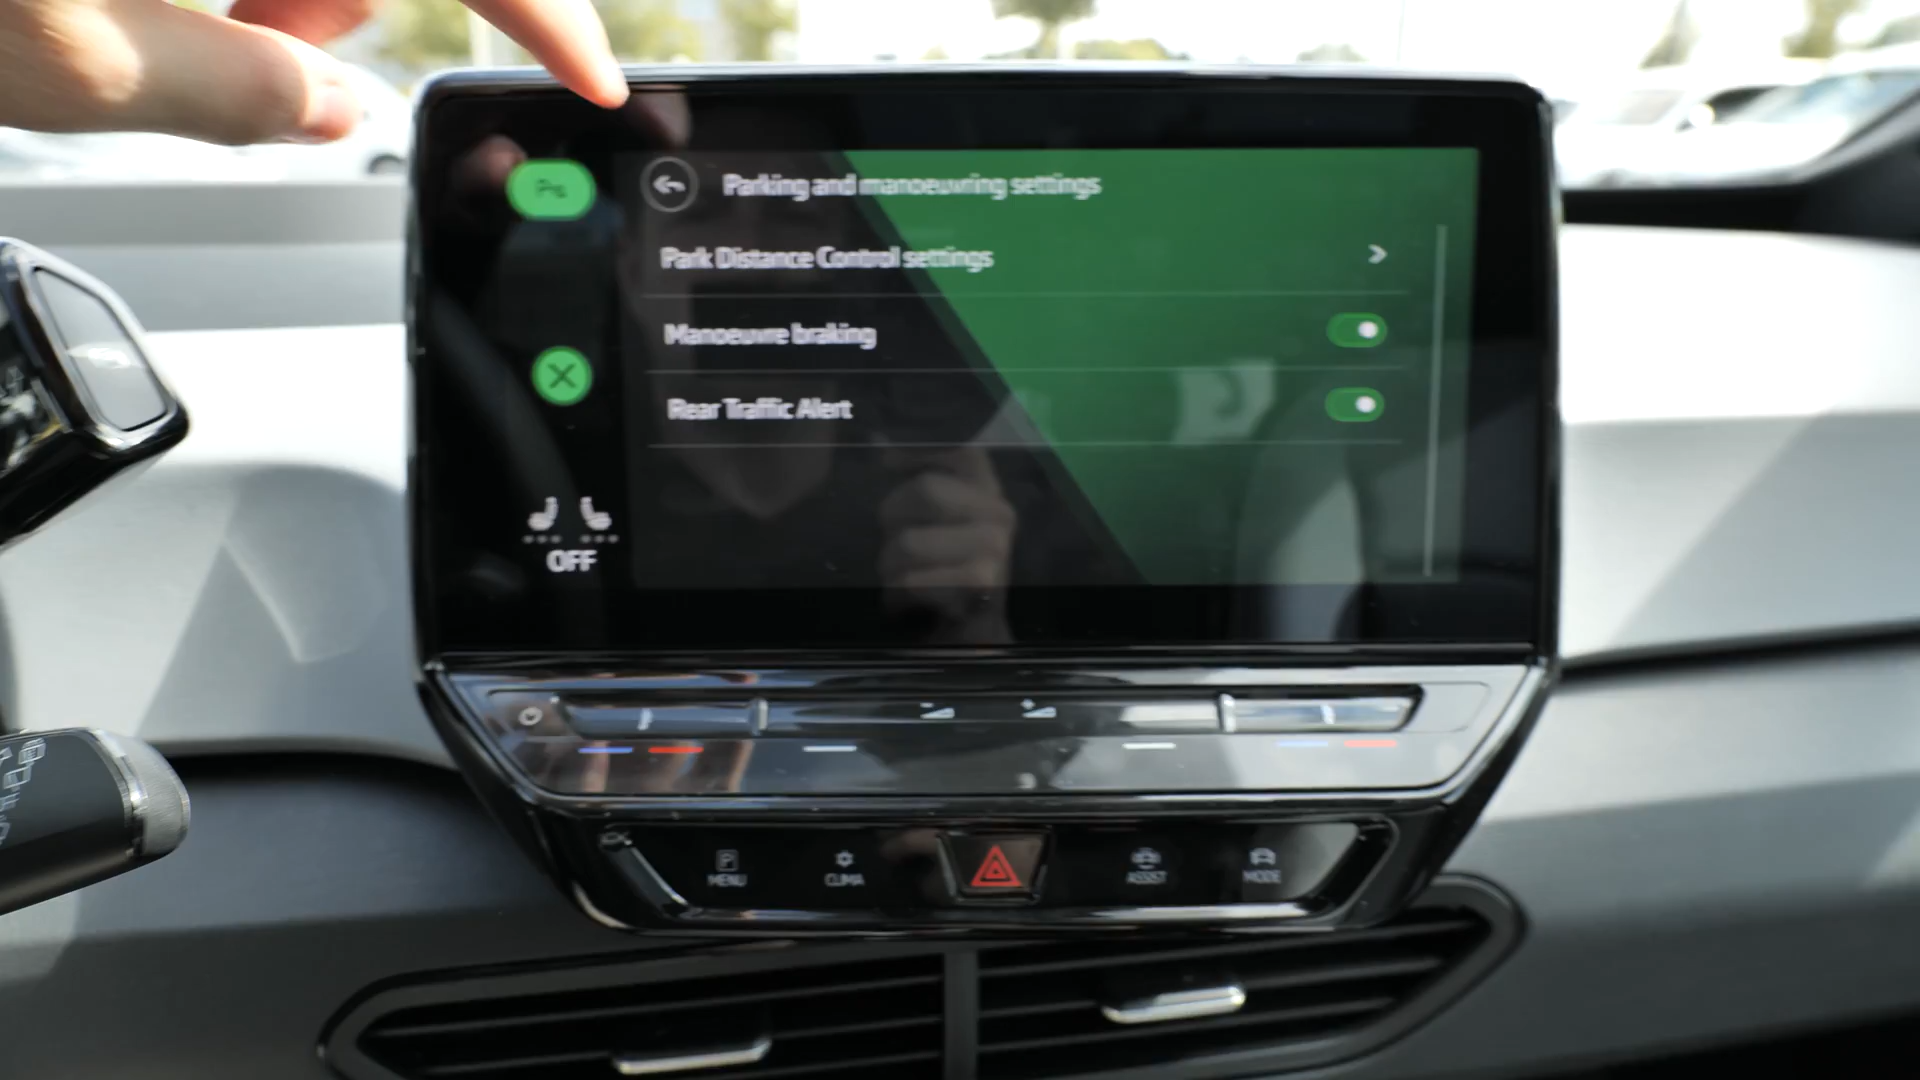 Parking and manoeuvring settings
Park Distance Control settings
Manoeuvre braking
Rear Traffic Alert
OFF
P
MENU
CLIMA
ASSIST
MODE